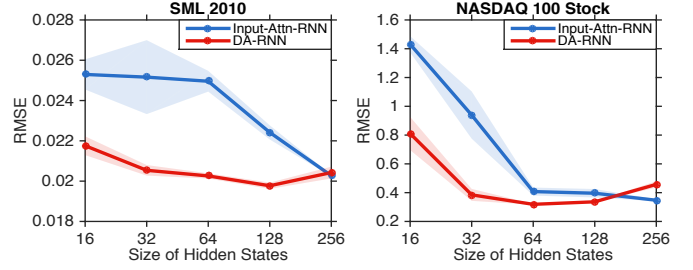 SML 2010
0.028
0.026
0.024
0.022
0.02
0.018
RMSE
Input-Attn-RNN
DA-RNN
16 32 64 128 256
Size of Hidden States
NASDAQ 100 Stock
1.6
1.4
1.2
1
0.8
0.6
0.4
0.2
RMSE
Input-Attn-RNN
DA-RNN
16 32 64 128 256
Size of Hidden States